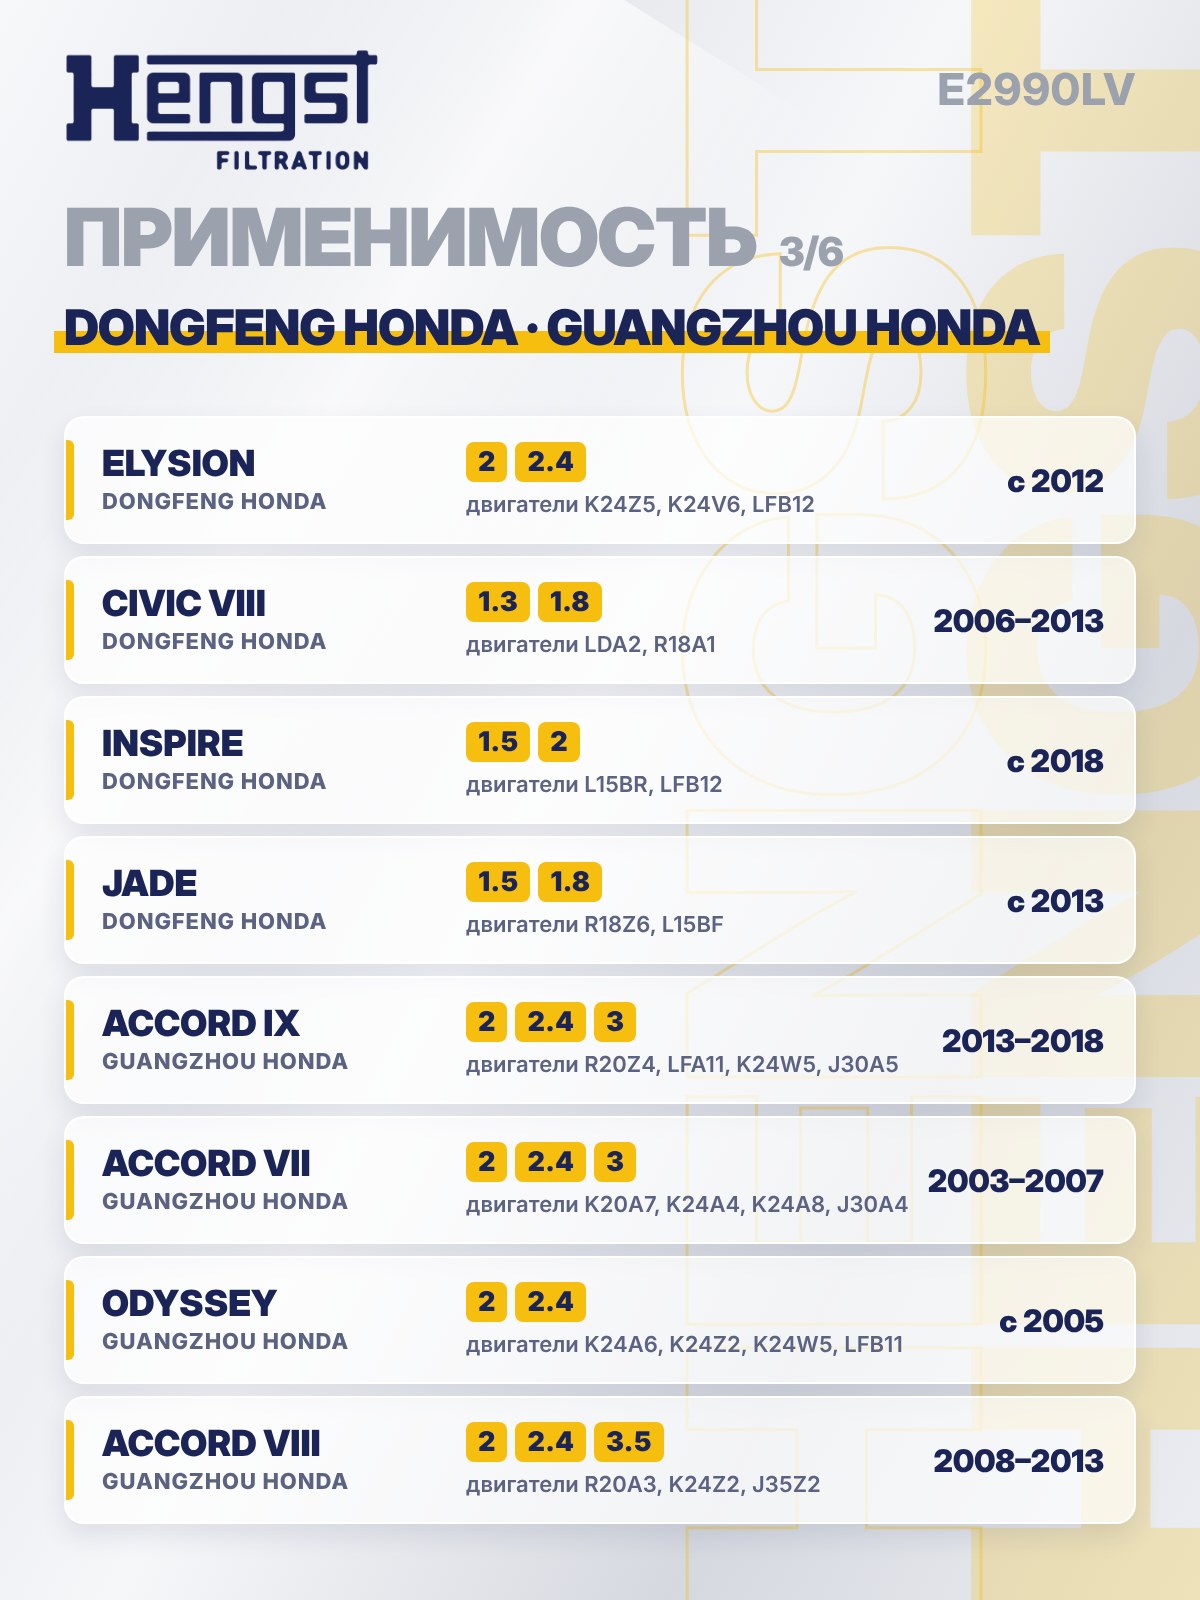 Hengst
FILTRATION
E2990LV
ПРИМЕНИМОСТЬ 3/6
DONGFENG HONDA · GUANGZHOU HONDA
ELYSION
DONGFENG HONDA
2 2.4
двигатели K24Z5, K24V6, LFB12
с 2012
CIVIC VIII
DONGFENG HONDA
1.3 1.8
двигатели LDA2, R18A1
2006–2013
INSPIRE
DONGFENG HONDA
1.5 2
двигатели L15BR, LFB12
с 2018
JADE
DONGFENG HONDA
1.5 1.8
двигатели R18Z6, L15BF
с 2013
ACCORD IX
GUANGZHOU HONDA
2 2.4 3
двигатели R20Z4, LFA11, K24W5, J30A5
2013–2018
ACCORD VII
GUANGZHOU HONDA
2 2.4 3
двигатели K20A7, K24A4, K24A8, J30A4
2003–2007
ODYSSEY
GUANGZHOU HONDA
2 2.4
двигатели K24A6, K24Z2, K24W5, LFB11
с 2005
ACCORD VIII
GUANGZHOU HONDA
2 2.4 3.5
двигатели R20A3, K24Z2, J35Z2
2008–2013
HENGST
HENGST